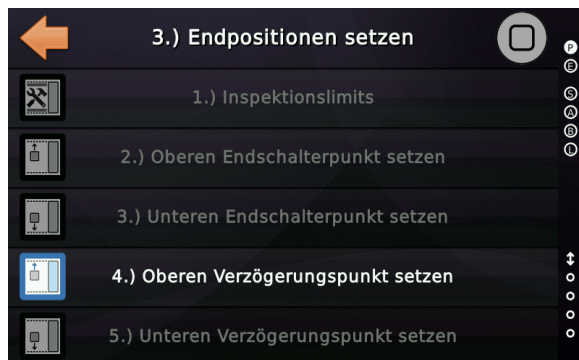 3.) Endpositionen setzen
P
E
1.) Inspektionslimits
S
A
B
L
2.) Oberen Endschalterpunkt setzen
3.) Unteren Endschalterpunkt setzen
4.) Oberen Verzögerungspunkt setzen
5.) Unteren Verzögerungspunkt setzen